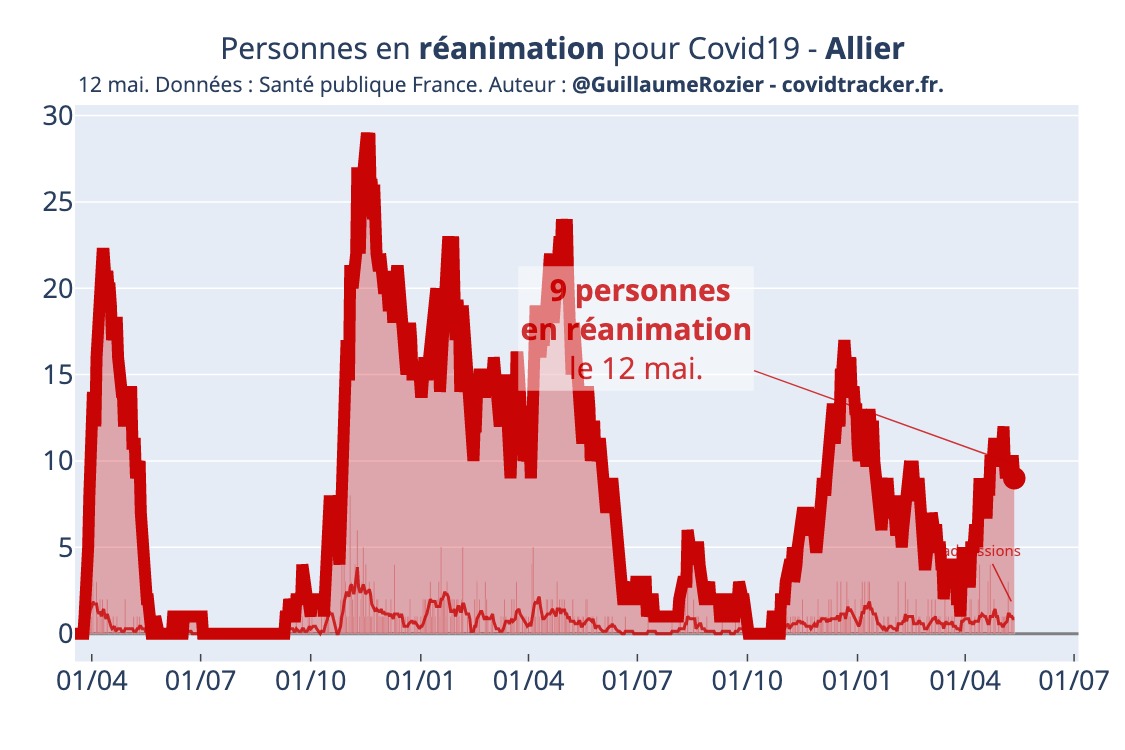 Personnes en réanimation pour Covid19 - Allier
12 mai. Données : Santé publique France. Auteur : @GuillaumeRozier - covidtracker.fr.
30
25
20
15
10
5
0
9 personnes
en réanimation
le 12 mai.
admissions
01/04 01/07 01/10 01/01 01/04 01/07 01/10 01/01 01/04 01/07